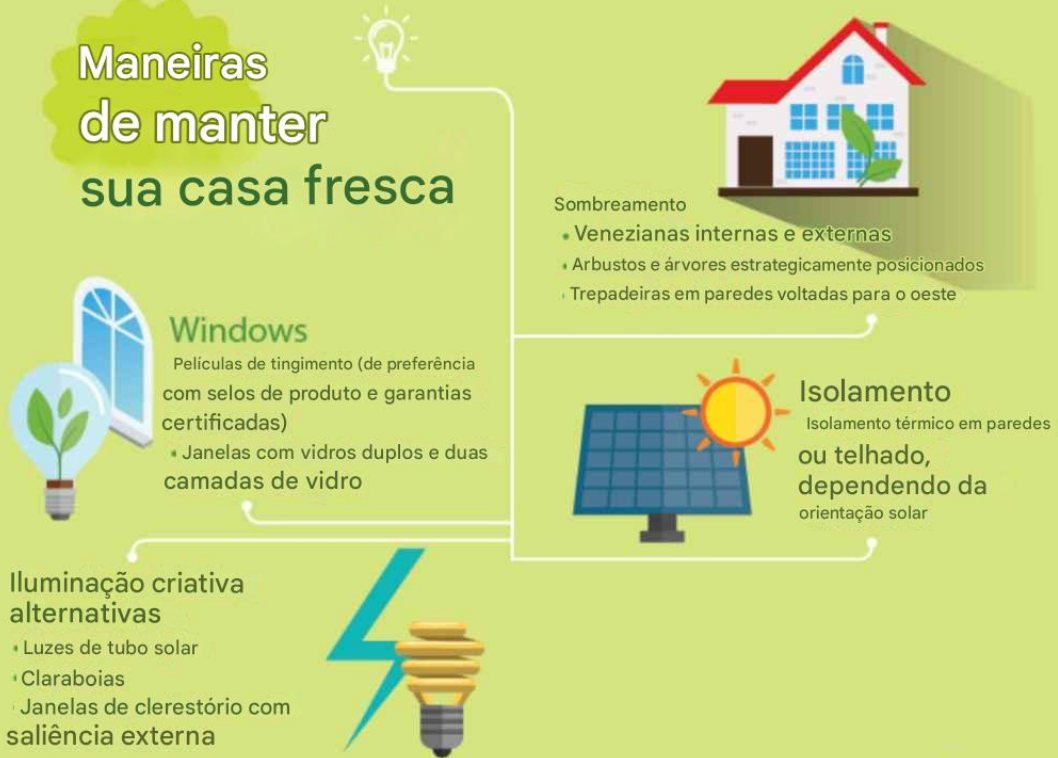 Maneiras
de manter
sua casa fresca
Sombreamento
• Venezianas internas e externas
• Arbustos e árvores estrategicamente posicionados
• Trepadeiras em paredes voltadas para o oeste
Windows
Películas de tingimento (de preferência
com selos de produto e garantias
certificadas)
• Janelas com vidros duplos e duas
camadas de vidro
Isolamento
Isolamento térmico em paredes
ou telhado,
dependendo da
orientação solar
Iluminação criativa
alternativas
• Luzes de tubo solar
• Claraboias
• Janelas de clerestório com
saliência externa